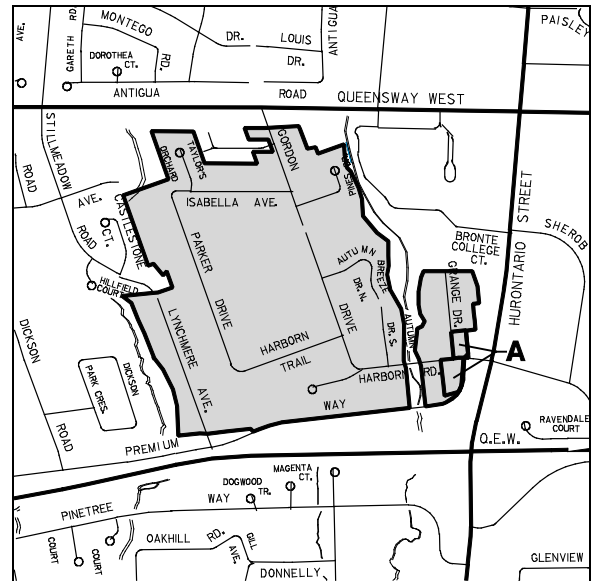 AVE.
GARETH RD.
MONTEGO
RD.
DOROTHEA
CT.
DR.
LOUIS
DR.
ANTIGUA
PAISLEY
ANTIGUA
ROAD
QUEENSWAY WEST
STILLMEADOW
ROAD
ROAD
AVE.
CT.
CASTLESTONE
ORCHARD
TAYLOR'S
GORDON
PINES
ISABELLA AVE.
HURONTARIO STREET
SHEROB
BRONTE
COLLEGE
CT.
PARKER
DRIVE
AUTUMN
BREEZE
DR. N.
DR. S.
DRIVE
AUTUMN
GRANGE DR.
HILLFIELD
COURT
LYNCHMERE
AVE.
HARBORN
TRAIL
HARBORN RD.
A
DICKSON
ROAD
DICKSON
PARK CRES.
WAY
PREMIUM
RAVENDALE
COURT
Q.E.W.
MAGENTA
CT.
DOGWOOD
TR.
PINETREE
WAY
OAKHILL
RD.
GILL
AVE.
COURT
COURT
DONNELLY
GLENVIEW